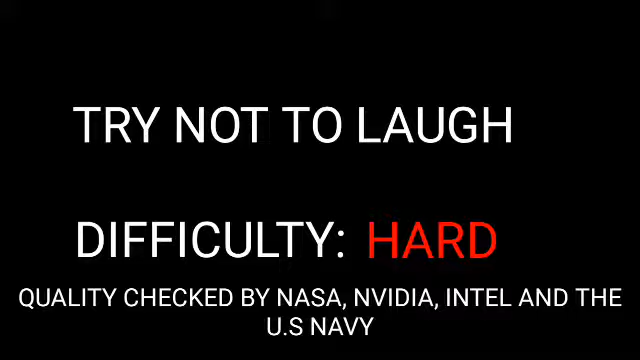 TRY NOT TO LAUGH
DIFFICULTY: HARD
QUALITY CHECKED BY NASA, NVIDIA, INTEL AND THE
U.S NAVY